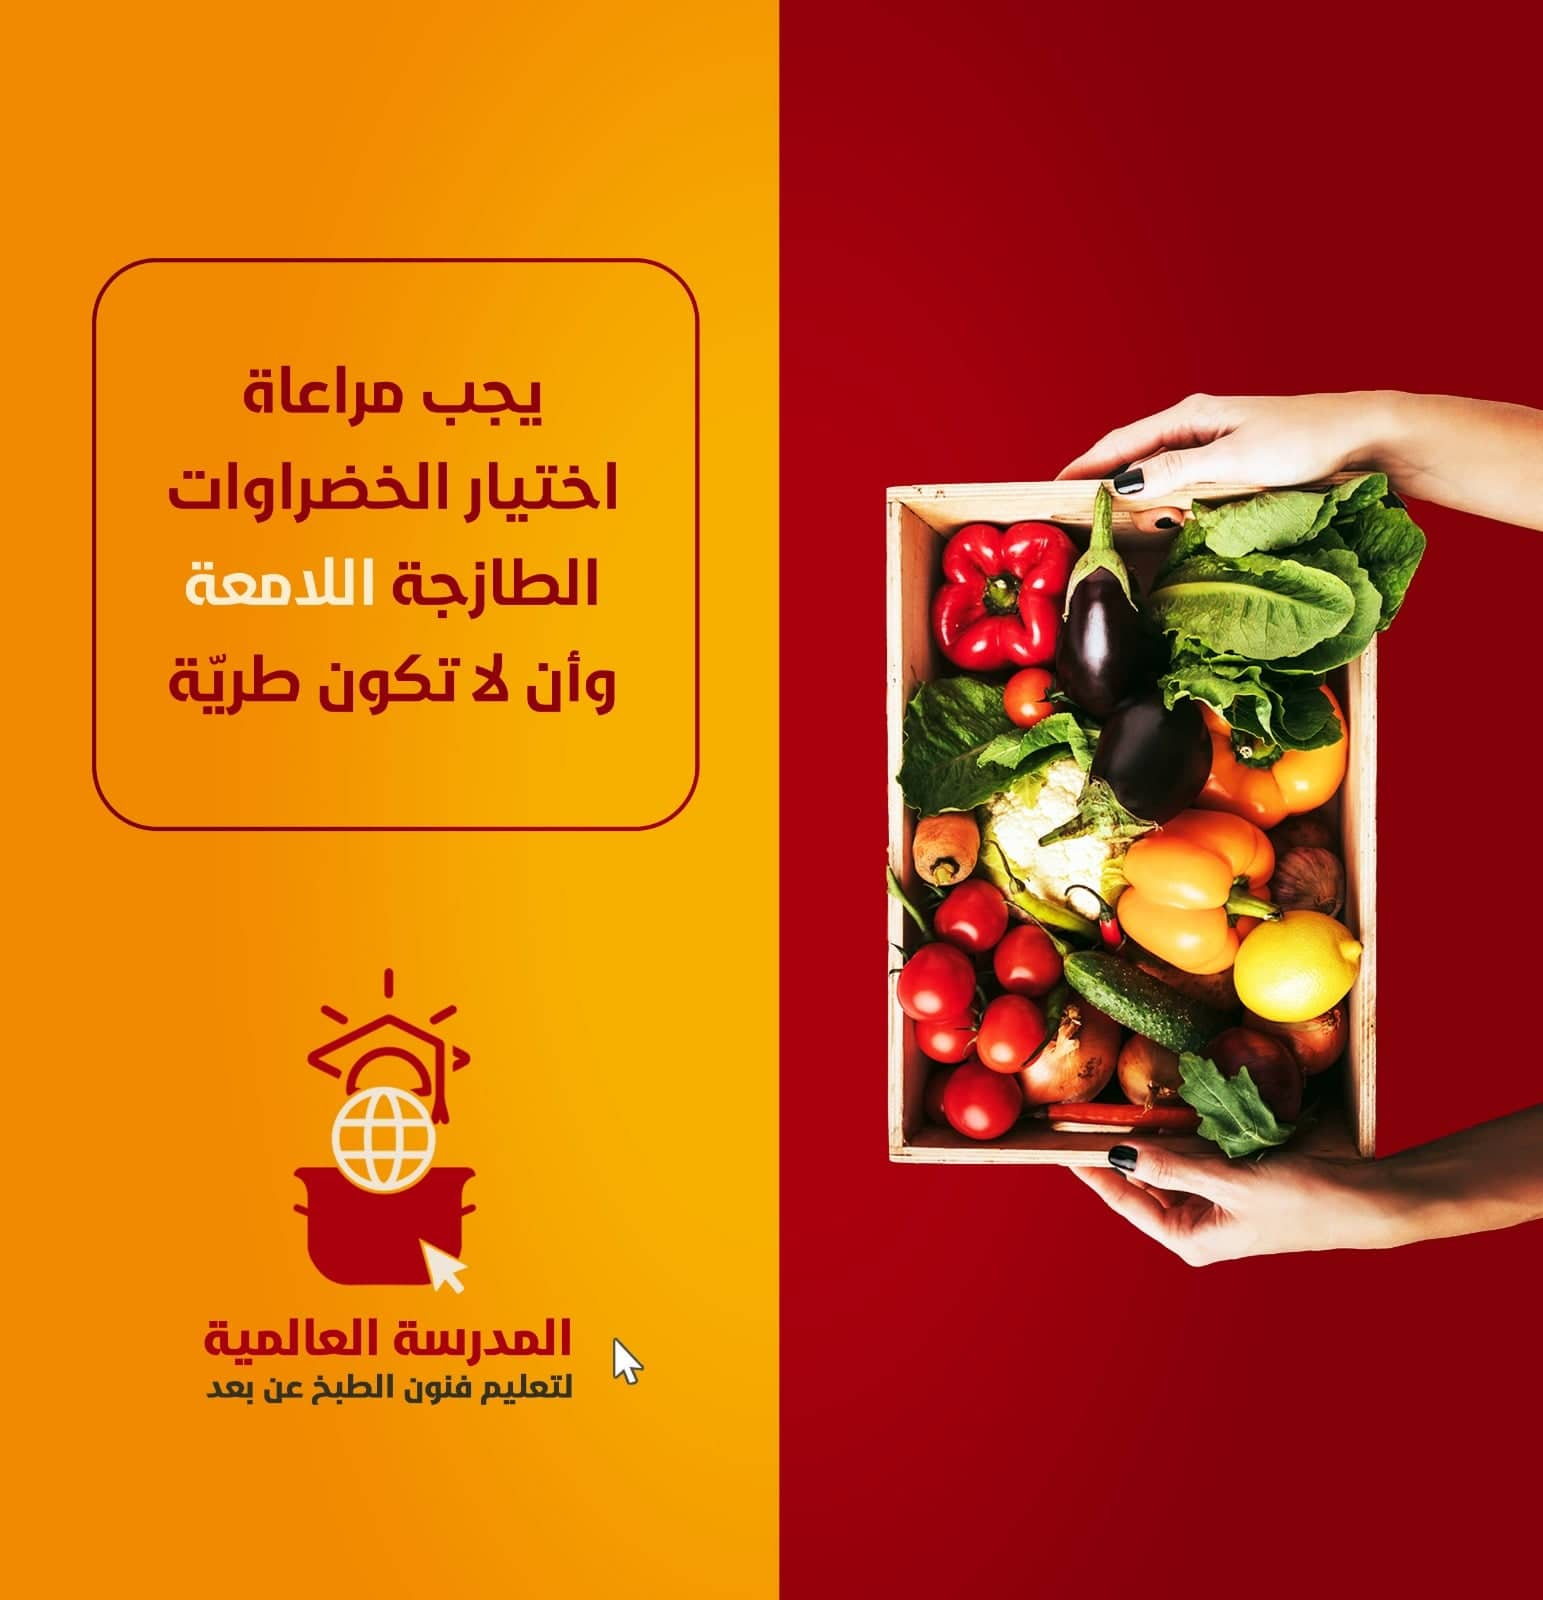 يجب مراعاة
اختيار الخضراوات
الطازجة اللامعة
وأن لا تكون طريّة
المدرسة العالمية
لتعليم فنون الطبخ عن بعد